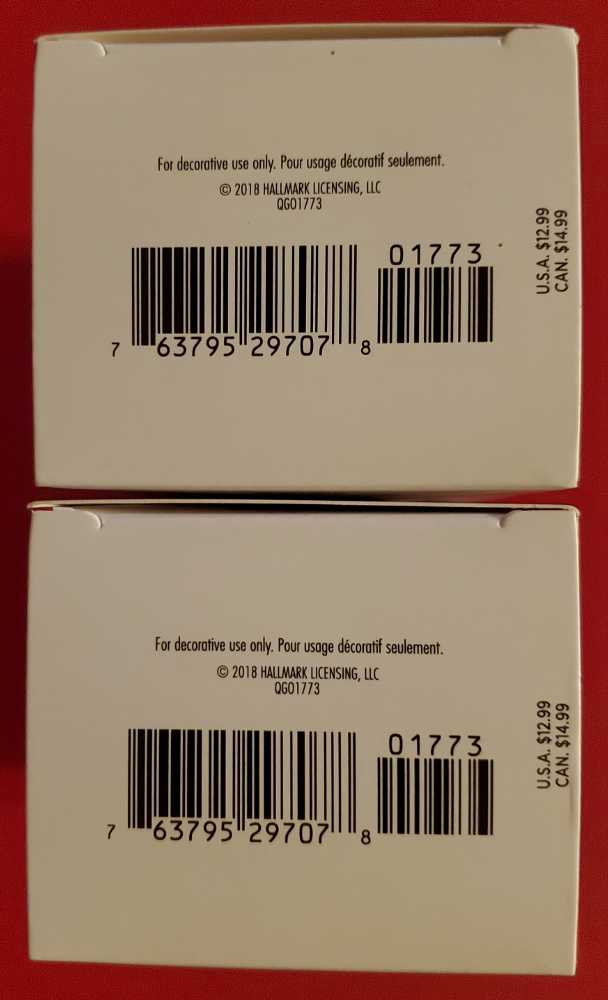 For decorative use only. Pour usage décoratif seulement.
© 2018 HALLMARK LICENSING, LLC
QGO1773
01773
7 63795 29707 8
U.S.A. $12.99
CAN. $14.99
For decorative use only. Pour usage décoratif seulement.
© 2018 HALLMARK LICENSING, LLC
QGO1773
01773
7 63795 29707 8
U.S.A. $12.99
CAN. $14.99